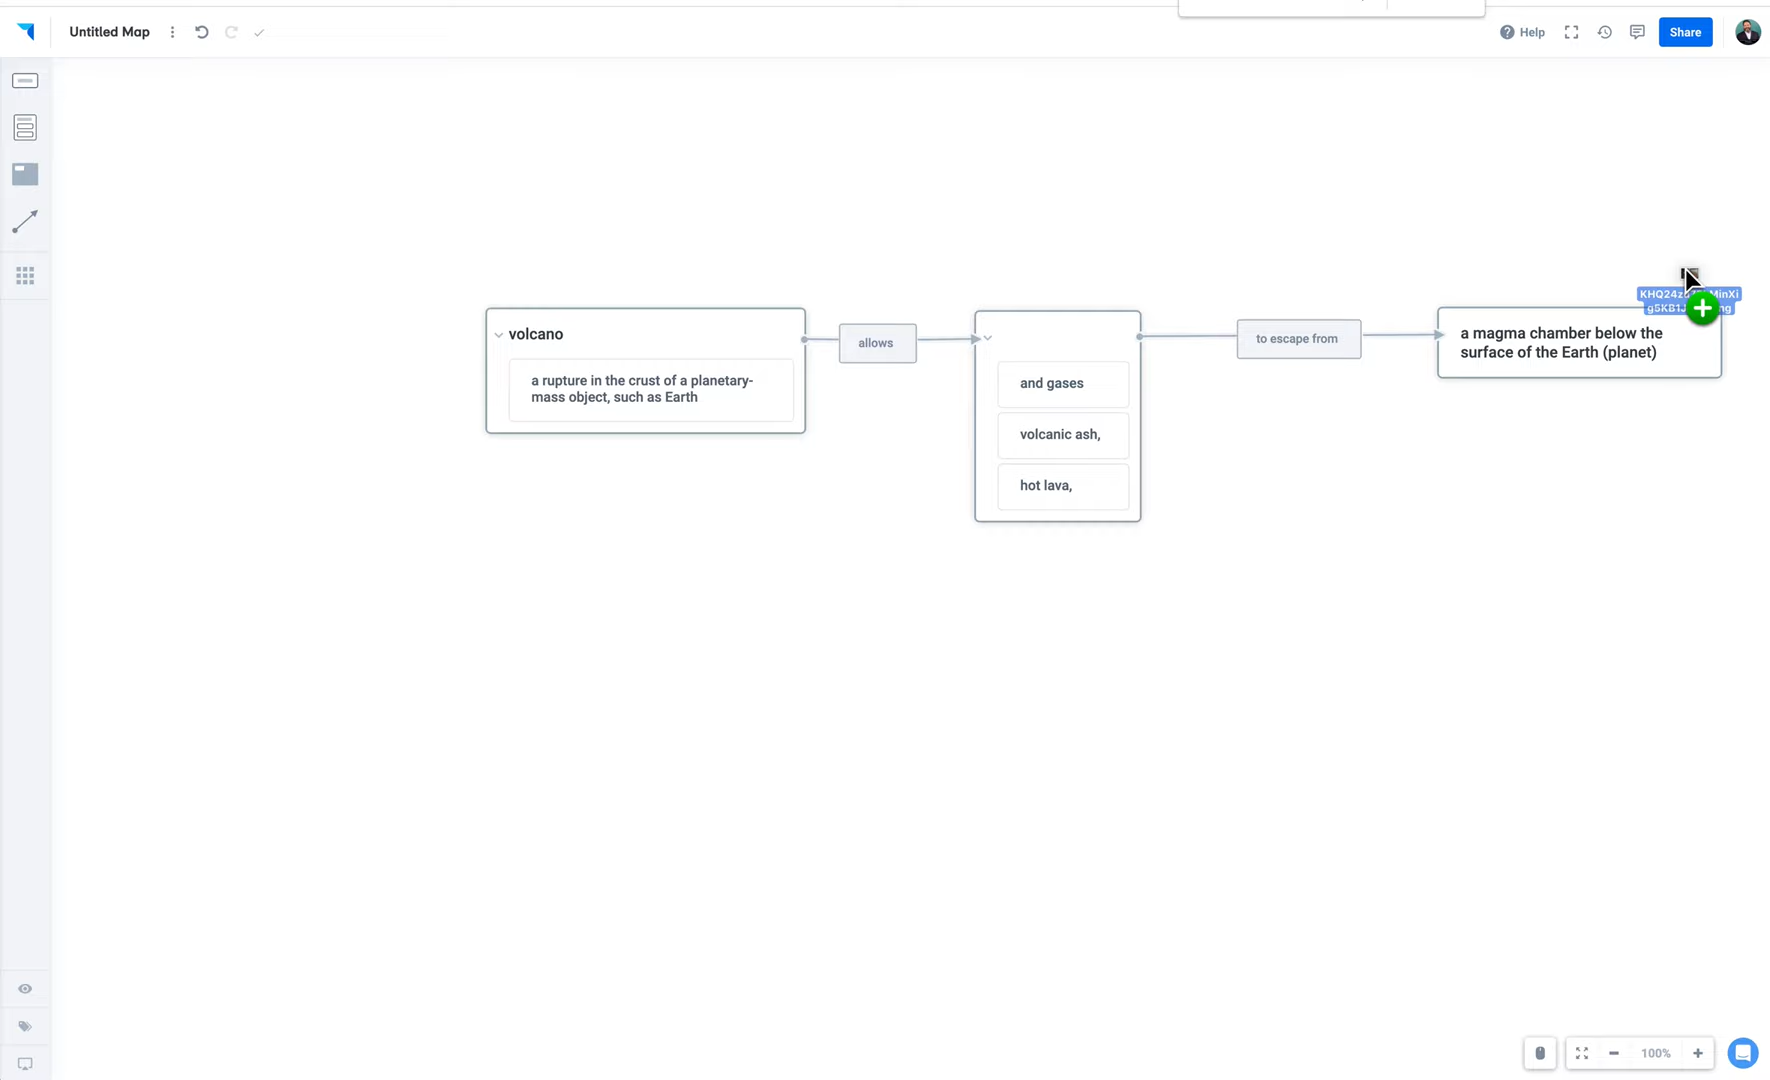 Untitled Map
Help
Share
volcano
a rupture in the crust of a planetary-
mass object, such as Earth
allows
and gases
volcanic ash,
hot lava,
to escape from
a magma chamber below the
surface of the Earth (planet)
100%